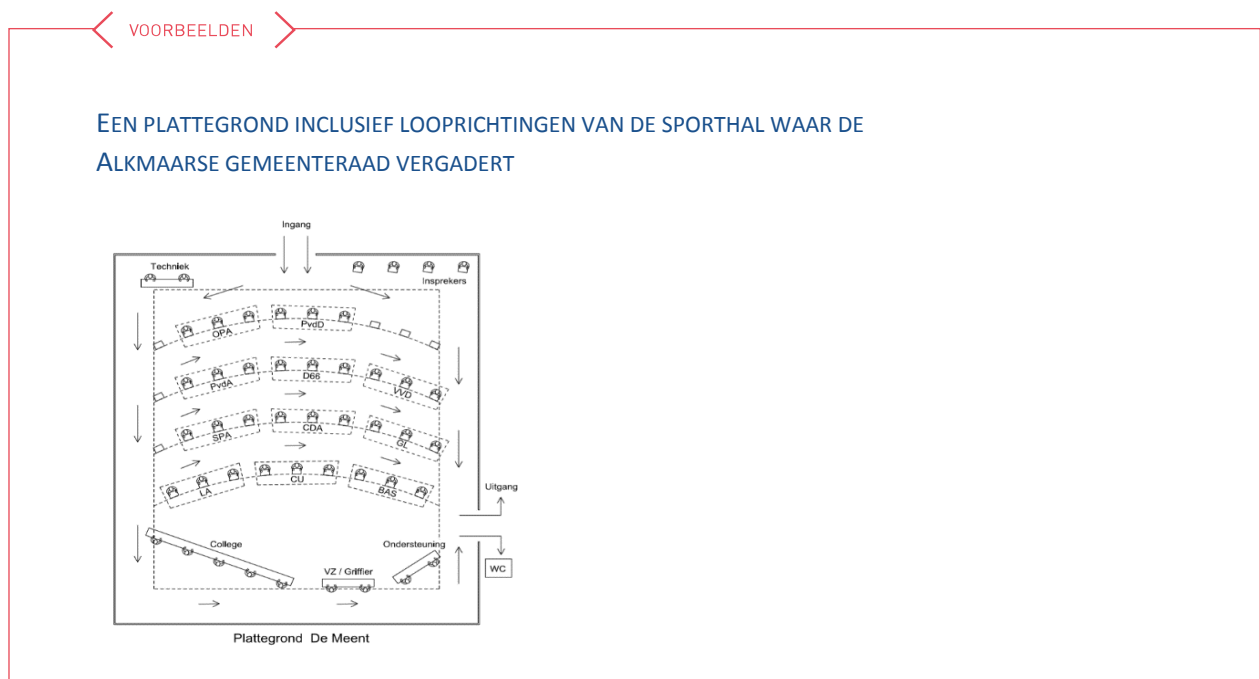 VOORBEELDEN
EEN PLATTEGROND INCLUSIEF LOOPRICHTINGEN VAN DE SPORTHAL WAAR DE
ALKMAARSE GEMEENTERAAD VERGADERT
Ingang
Techniek
Insprekers
OPA
PvdD
PvdA
D66
VVD
SPA
CDA
GL
LA
CU
BAS
Uitgang
College
Ondersteuning
VZ / Griffier
WC
Plattegrond De Meent